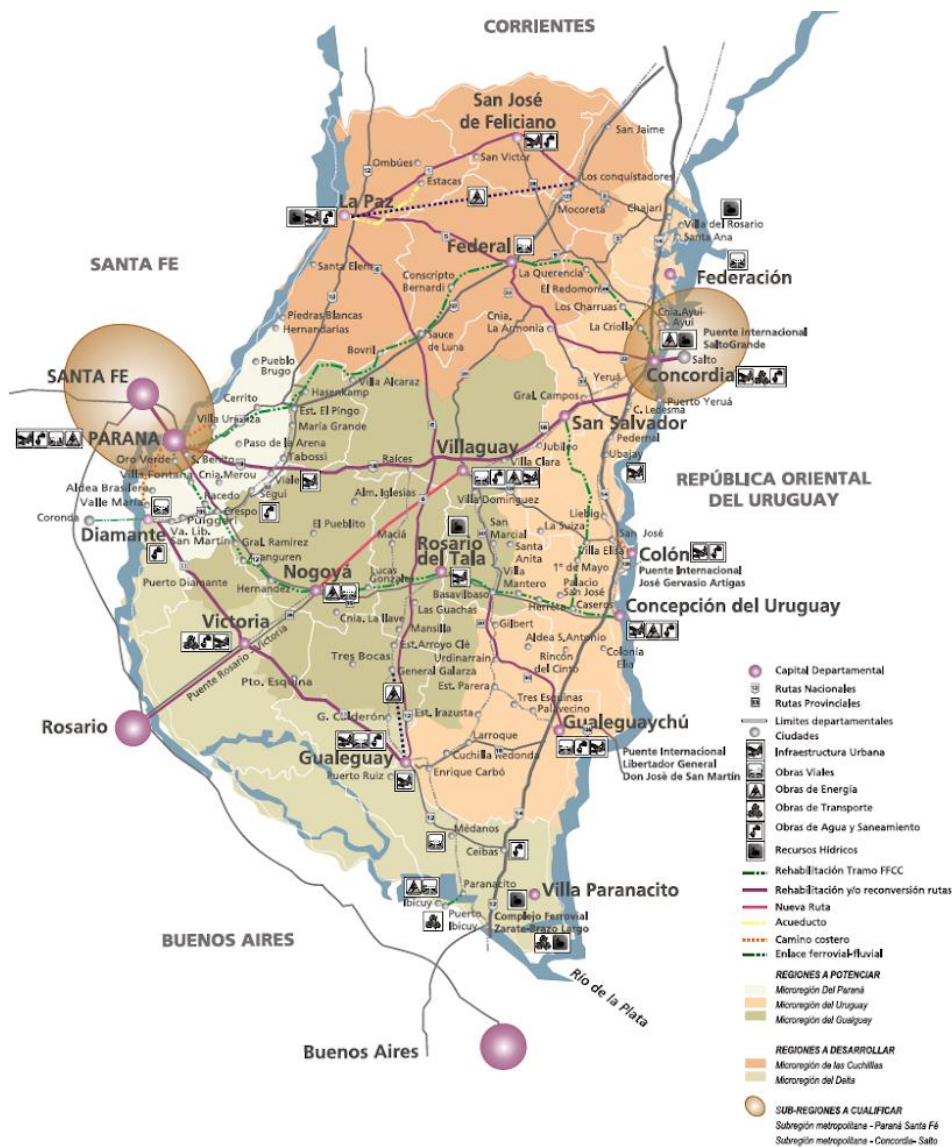 CORRIENTES
San José
de Feliciano
San Jaime
Ombúes
San Victor
Estacas
Los conquistadores
La Paz
Mocoreta
Chajari
Villa del Rosario
Santa Ana
Federal
SANTA FE
Santa Elena
Conscripto
Bernardi
La Querencia
El Redomon
Federación
Los Charruas
Cnia. Ayui
Ayui
Piedras Blancas
Hernandarias
Cnia.
La Armonia
La Criolla
Puente Internacional
SaltoGrande
Sauce
de Luna
Salto
Bovril
Concordia
Pueblo
Brugo
SANTA FE
Villa Alcaraz
Yeruá
Hasenkamp
Gral. Campos
Puerto Yeruá
Cerrito
C. Ledesma
Villa Urquiza
Est. El Pingo
San Salvador
María Grande
Pedernal
PARANA
Paso de la Arena
Villaguay
Jubileo
Ubajay
Oro Verde
S. Benito
Tabossi
Raíces
Villa Clara
REPÚBLICA ORIENTAL
DEL URUGUAY
Villa Fontana
Cnia. Merou
Viale
Aldea Brasilera
Racedo
Segui
Alm. Iglesias
Villa Dominguez
Valle María
Crespo
Liebig
Coronda
Puiggari
El Pueblito
San
Marcial
La Suiza
San José
Diamante
Va. Lib.
San Martín
Gral. Ramirez
Maciá
Rosario
del Tala
Santa
Anita
Villa Elisa
Colón
Aranguren
Lucas
Gonzalez
Villa
Mantero
1° de Mayo
Puente Internacional
José Gervasio Artigas
Puerto Diamante
Hernandez
Nogoyá
Palacio
San José
Basavilbaso
Caseros
Las Guachas
Herrera
Concepción del Uruguay
Victoria
Cnia. La Llave
Mansilla
Gilbert
Aldea S. Antonio
Est. Arroyo Clè
Colonia
Elia
Puente Rosario - Victoria
Tres Bocas
Urdinarrain
Rincón
del Cinto
General Galarza
Pto. Esquina
Est. Parera
Tres Esquinas
Palavecino
Rosario
G. Calderón
Est. Irazusta
Gualeguaychú
Larroque
Gualeguay
Cuchilla Redonda
Puente Internacional
Libertador General
Don Josè de San Martín
Puerto Ruiz
Enrique Carbó
Médanos
Ceibas
Paranacito
Villa Paranacito
Ibicuy
Puerto
Ibicuy
Complejo Ferrovial
Zarate-Brazo Largo
BUENOS AIRES
Río de la Plata
Buenos Aires
Capital Departamental
Rutas Nacionales
Rutas Provinciales
Limites departamentales
Ciudades
Infraestructura Urbana
Obras Viales
Obras de Energía
Obras de Transporte
Obras de Agua y Saneamiento
Recursos Hídricos
Rehabilitación Tramo FFCC
Rehabilitación y/o reconversión rutas
Nueva Ruta
Acueducto
Camino costero
Enlace ferrovial-fluvial
REGIONES A POTENCIAR
Microregión Del Paraná
Microregión del Uruguay
Microregión del Gualguay
REGIONES A DESARROLLAR
Microregión de las Cuchillas
Microregión del Delta
SUB-REGIONES A CUALIFICAR
Subregión metropolitana - Paraná Santa Fé
Subregión metropolitana - Concordia- Salto